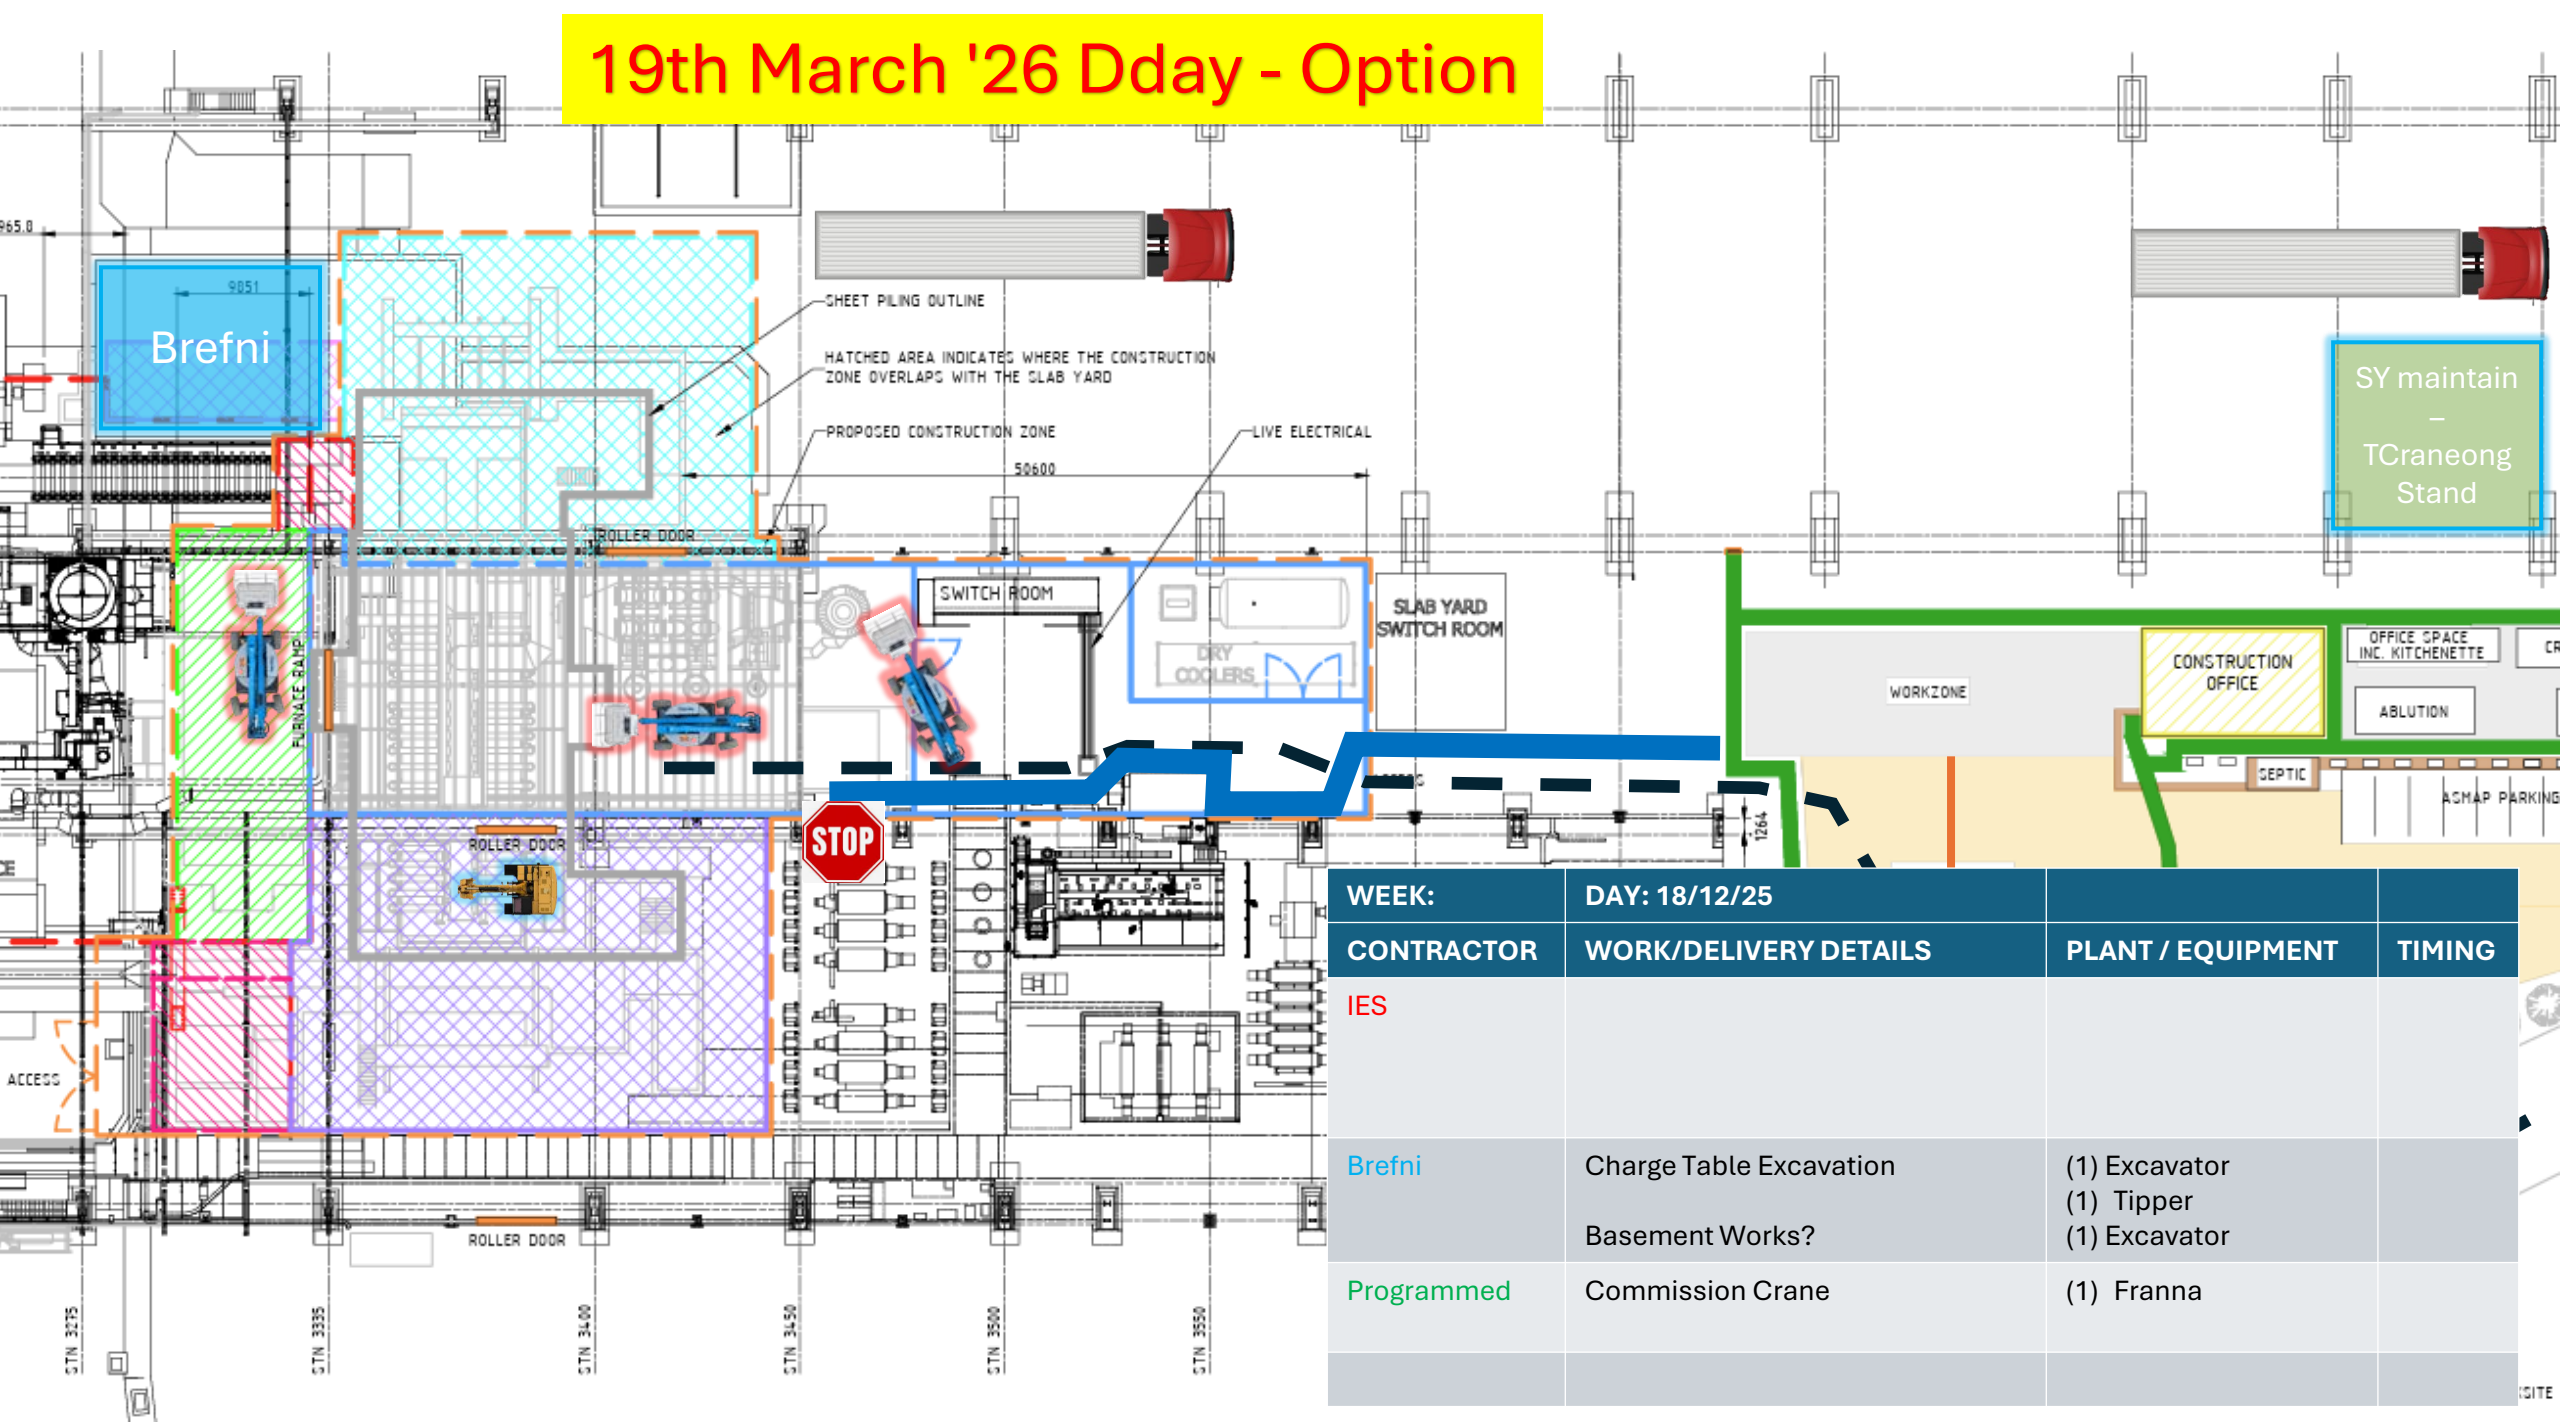 19th March '26 Dday - Option
965.0
9851
Brefni
SHEET PILING OUTLINE
HATCHED AREA INDICATES WHERE THE CONSTRUCTION
ZONE OVERLAPS WITH THE SLAB YARD
PROPOSED CONSTRUCTION ZONE
LIVE ELECTRICAL
50600
SY maintain
–
TCraneong
Stand
ROLLER DOOR
SWITCH ROOM
SLAB YARD
SWITCH ROOM
DRY
COOLERS
FURNACE RAMP
WORKZONE
CONSTRUCTION
OFFICE
OFFICE SPACE
INC. KITCHENETTE
CR
ABLUTION
SEPTIC
ASMAP PARKING
1264
STOP
ROLLER DOOR
CE
ACCESS
ROLLER DOOR
STN 3275
STN 3335
STN 3400
STN 3450
STN 3500
STN 3550
WEEK: DAY: 18/12/25
CONTRACTOR WORK/DELIVERY DETAILS PLANT / EQUIPMENT TIMING
IES
Brefni Charge Table Excavation (1) Excavator
(1) Tipper
Basement Works? (1) Excavator
Programmed Commission Crane (1) Franna
SITE